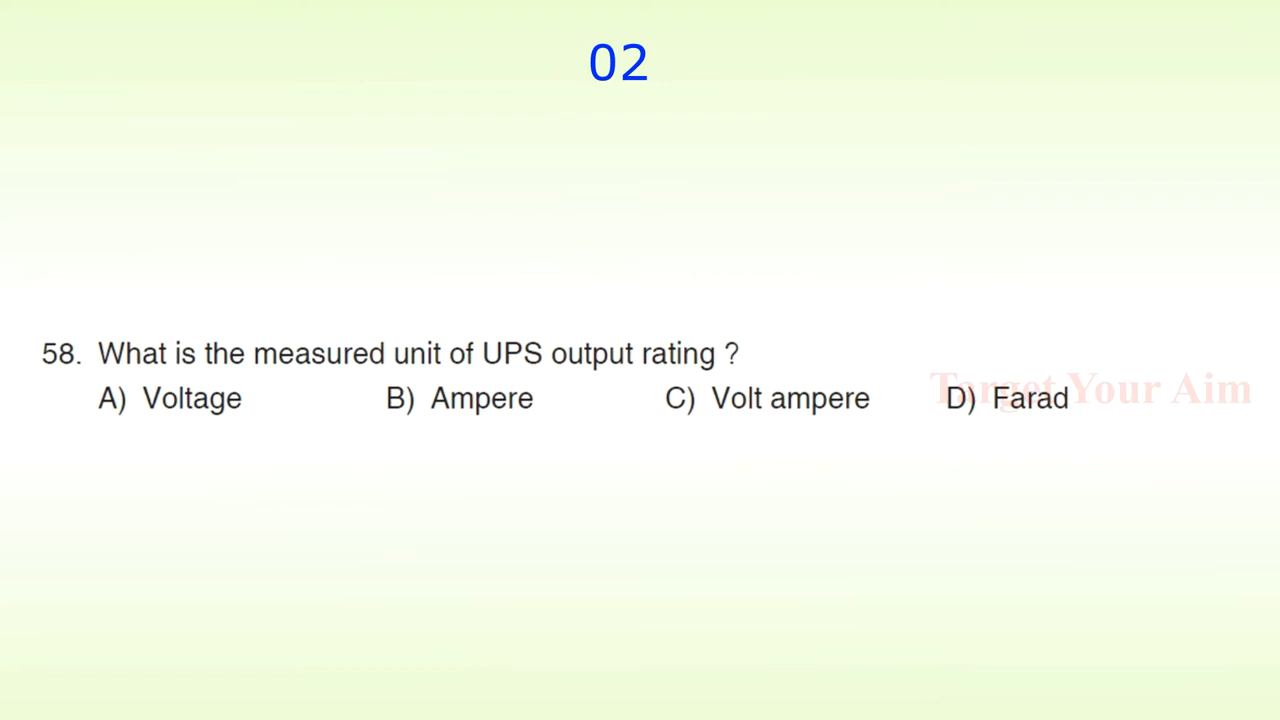 02
58. What is the measured unit of UPS output rating ?
A) Voltage B) Ampere C) Volt ampere D) Farad
Target Your Aim